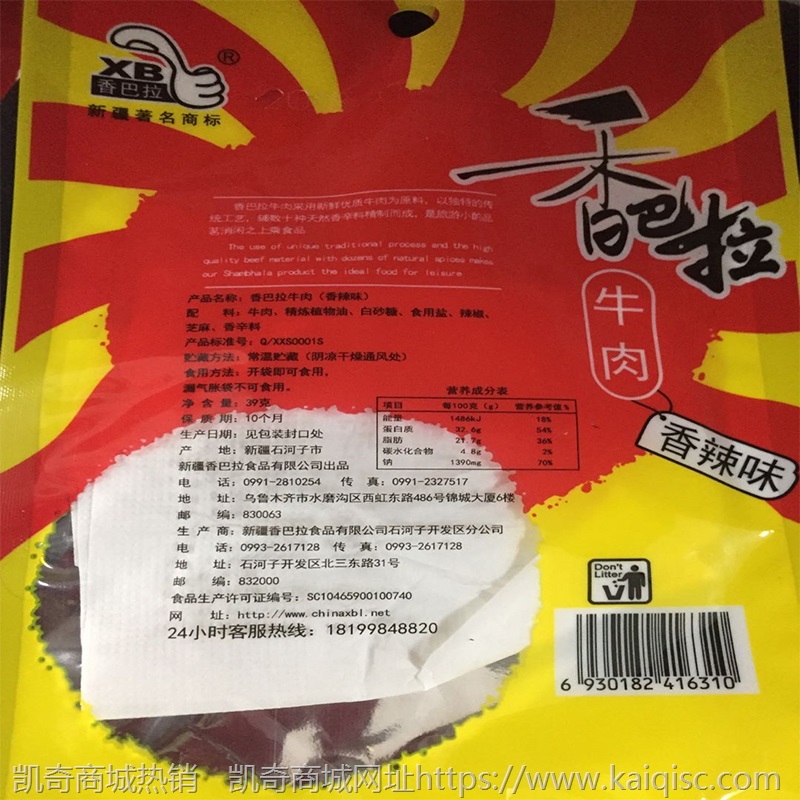 XB®
香巴拉
新疆著名商标
香巴拉
牛肉
香辣味
香巴拉牛肉采用新鲜优质牛肉为原料，以独特的传
统工艺，辅数十种天然香辛料精制而成，是旅游小酌品
茗消闲之上乘食品
The use of unique traditional process and the high
quality beef material with dozens of natural spices makes
our Shambhala product the ideal food for leisure
产品名称：香巴拉牛肉（香辣味）
配　　料：牛肉、精炼植物油、白砂糖、食用盐、辣椒、
芝麻、香辛料
产品标准号：Q/XXS0001S
贮藏方法：常温贮藏（阴凉干燥通风处）
食用方法：开袋即可食用。
漏气胀袋不可食用。
净 含 量：39克
保 质 期：10个月
生产日期：见包装封口处
产　　地：新疆石河子市
新疆香巴拉食品有限公司出品
电　　话：0991-2810254　传　真：0991-2327517
地　　址：乌鲁木齐市水磨沟区西虹东路486号锦城大厦6楼
邮　　编：830063
生 产 商：新疆香巴拉食品有限公司石河子开发区分公司
电　　话：0993-2617128　传　真：0993-2617128
地　　址：石河子开发区北三东路31号
邮　　编：832000
食品生产许可证编号：SC10465900100740
网　　址：http://www.chinaxbl.net
24小时客服热线：18199848820
营养成分表
项目　每100克（g）　营养参考值%
能量　1486kJ　18%
蛋白质　32.6g　54%
脂肪　21.7g　36%
碳水化合物　4.8g　2%
钠　1390mg　70%
Don't
Litter
6 930182 416310
凯奇商城热销　凯奇商城网址https://www.kaiqisc.com